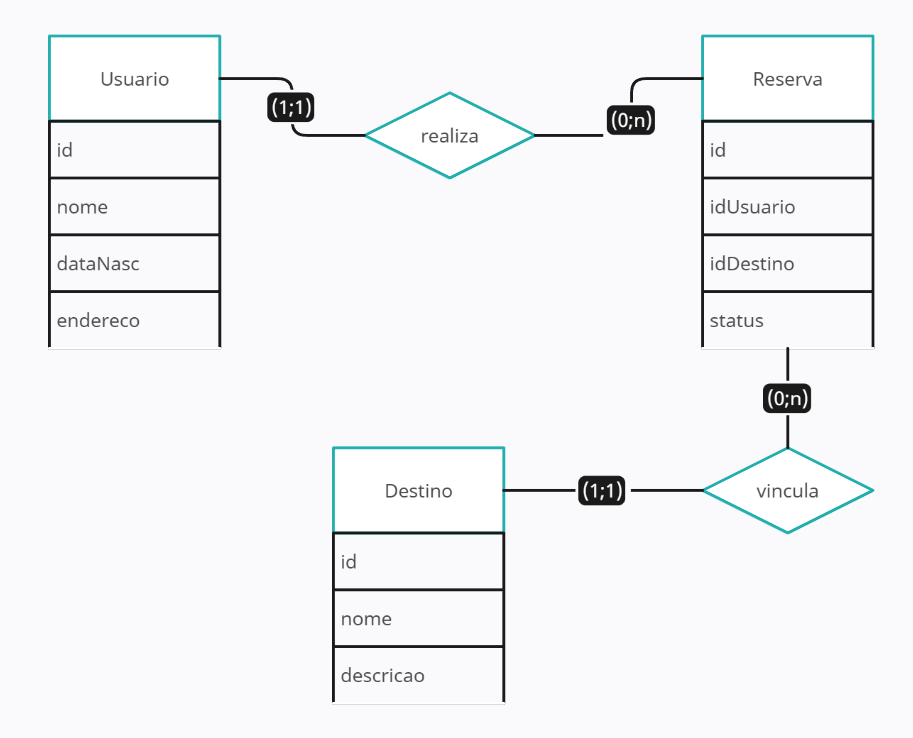 Usuario
id
nome
dataNasc
endereco
(1;1)
realiza
(0;n)
Reserva
id
idUsuario
idDestino
status
(0;n)
vincula
(1;1)
Destino
id
nome
descricao